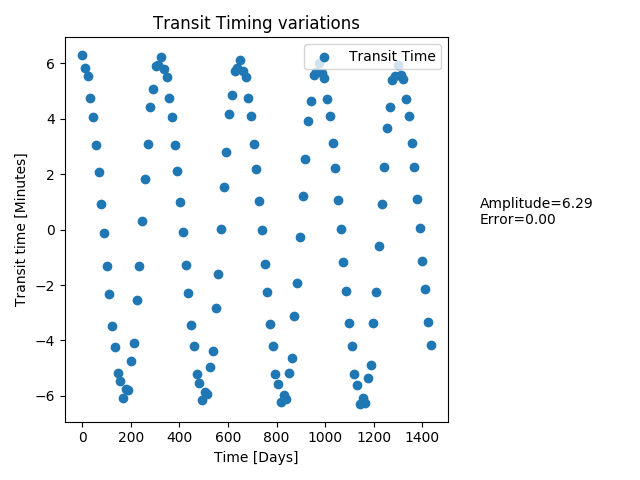 Transit Timing variations
Transit Time
Transit time [Minutes]
6
4
2
0
−2
−4
−6
0 200 400 600 800 1000 1200 1400
Time [Days]
Amplitude=6.29
Error=0.00